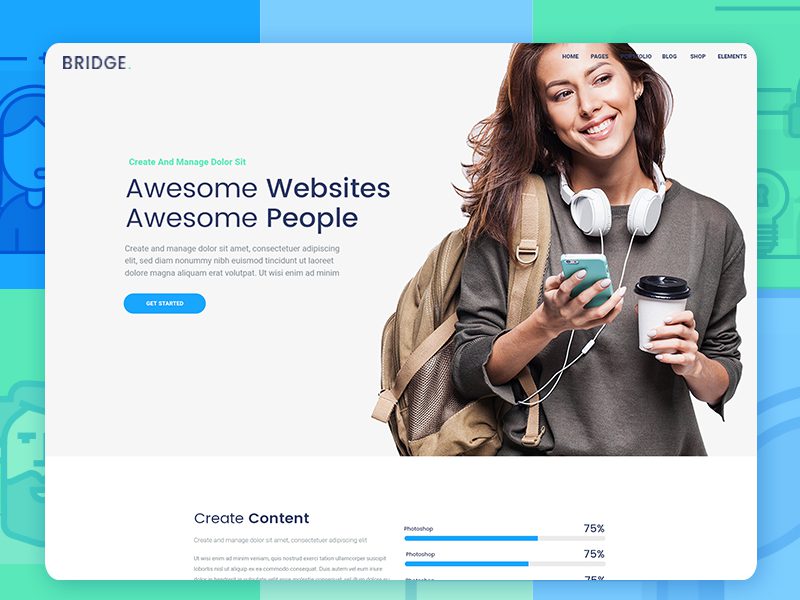 BRIDGE.
HOME PAGES PORTFOLIO BLOG SHOP ELEMENTS
Create And Manage Dolor Sit
Awesome Websites
Awesome People
Create and manage dolor sit amet, consectetuer adipiscing
elit, sed diam nonummy nibh euismod tincidunt ut laoreet
dolore magna aliquam erat volutpat. Ut wisi enim ad minim
GET STARTED
Create Content
Create and manage dolor sit amet, consectetuer adipiscing elit
Ut wisi enim ad minim veniam, quis nostrud exerci tation ullamcorper suscipit
lobortis nisl ut aliquip ex ea commodo consequat. Duis autem vel eum iriure
Photoshop 75%
Photoshop 75%
75%